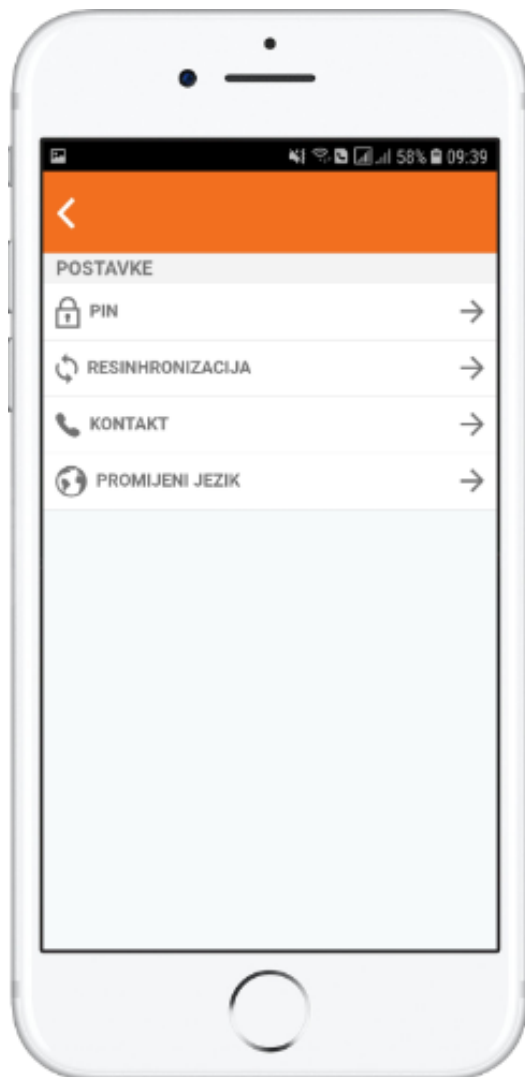 58% 09:39
POSTAVKE
PIN
RESINHRONIZACIJA
KONTAKT
PROMIJENI JEZIK